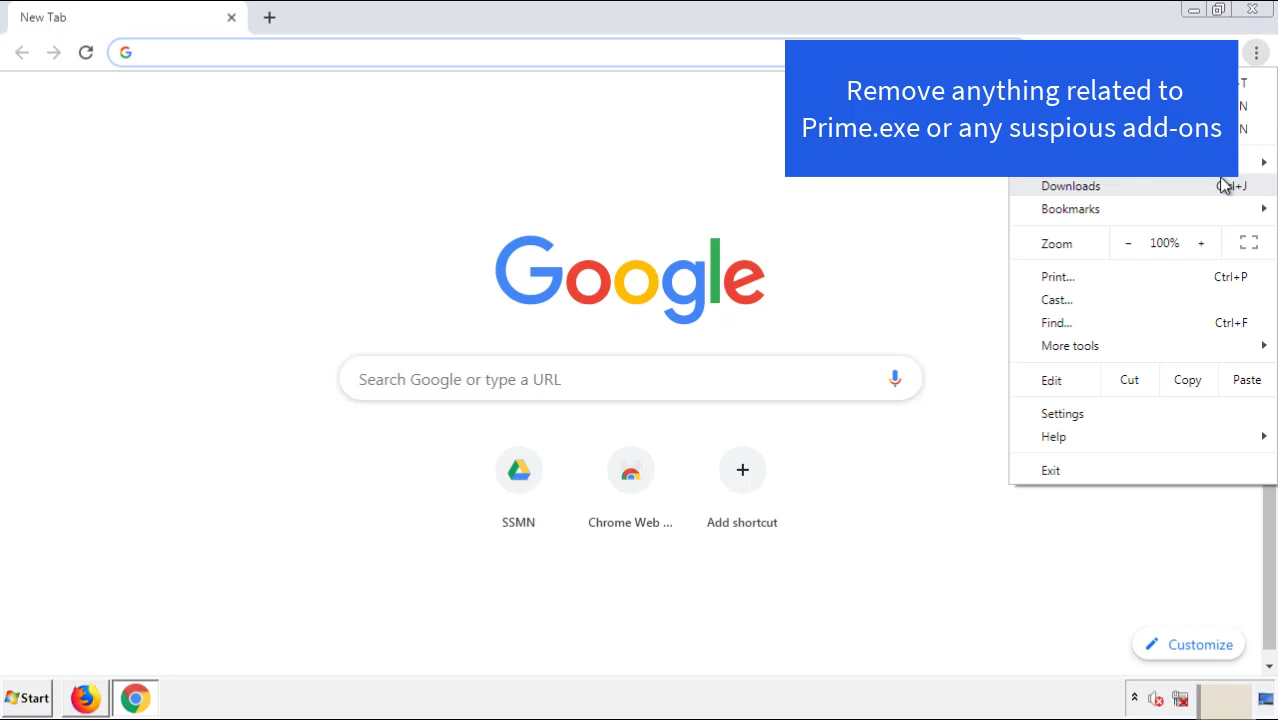 New Tab
Remove anything related to
Prime.exe or any suspious add-ons
T
N
N
Downloads
Bookmarks
Zoom - 100% +
Print... Ctrl+P
Cast...
Find... Ctrl+F
More tools
Edit Cut Copy Paste
Settings
Help
Exit
Google
Search Google or type a URL
SSMN Chrome Web ... Add shortcut
Customize
Start